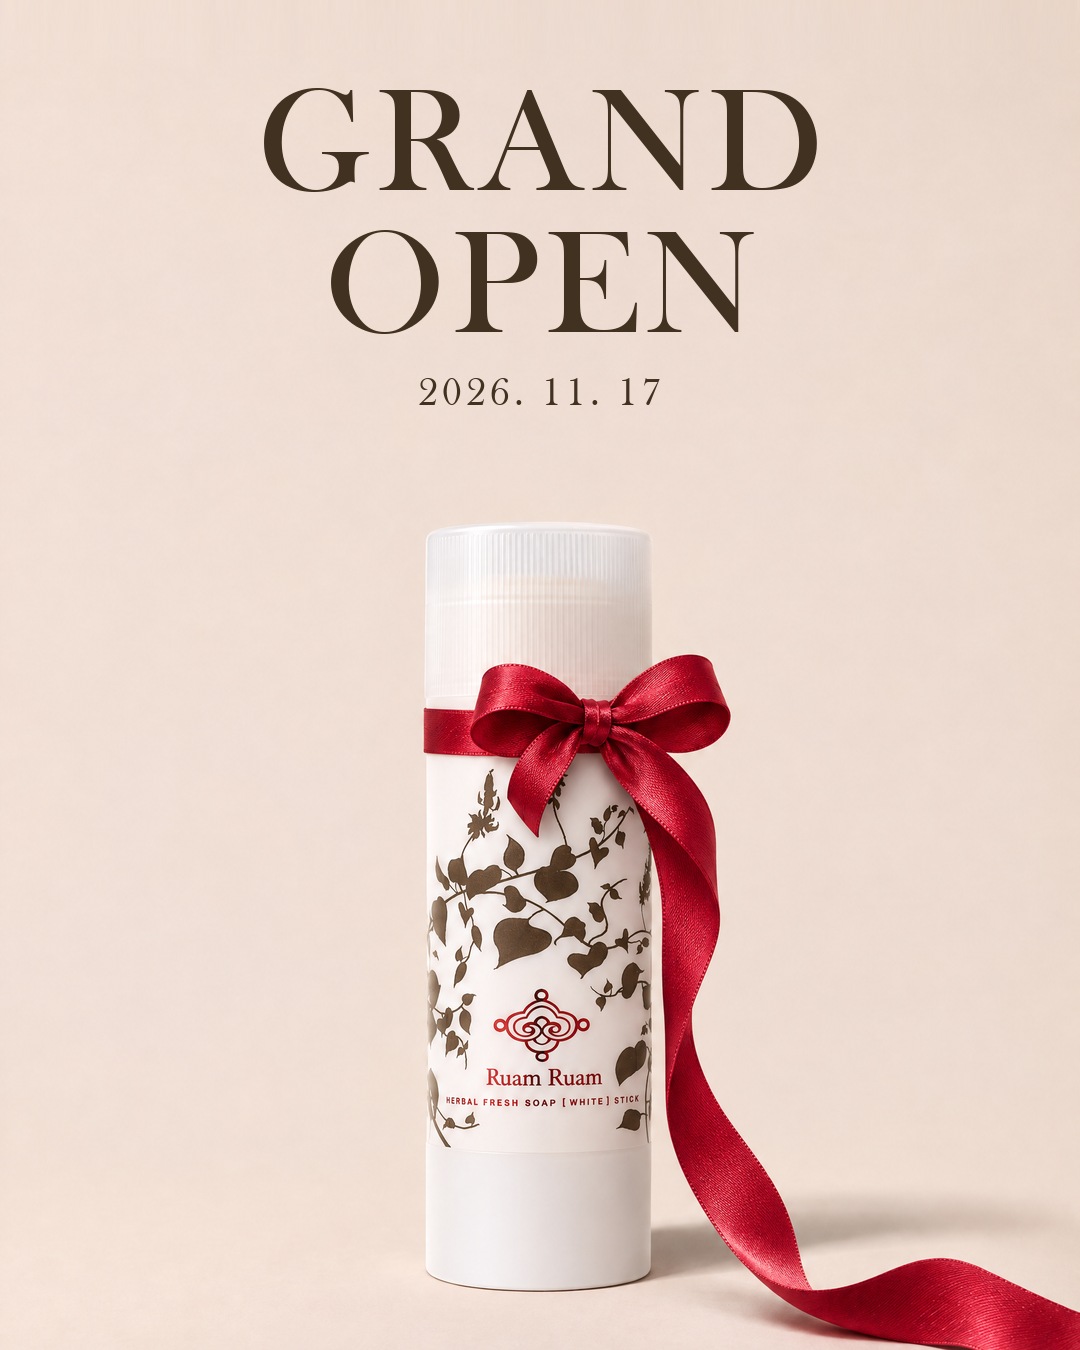 GRAND
OPEN
2026. 11. 17
Ruam Ruam
HERBAL FRESH SOAP [WHITE] STICK